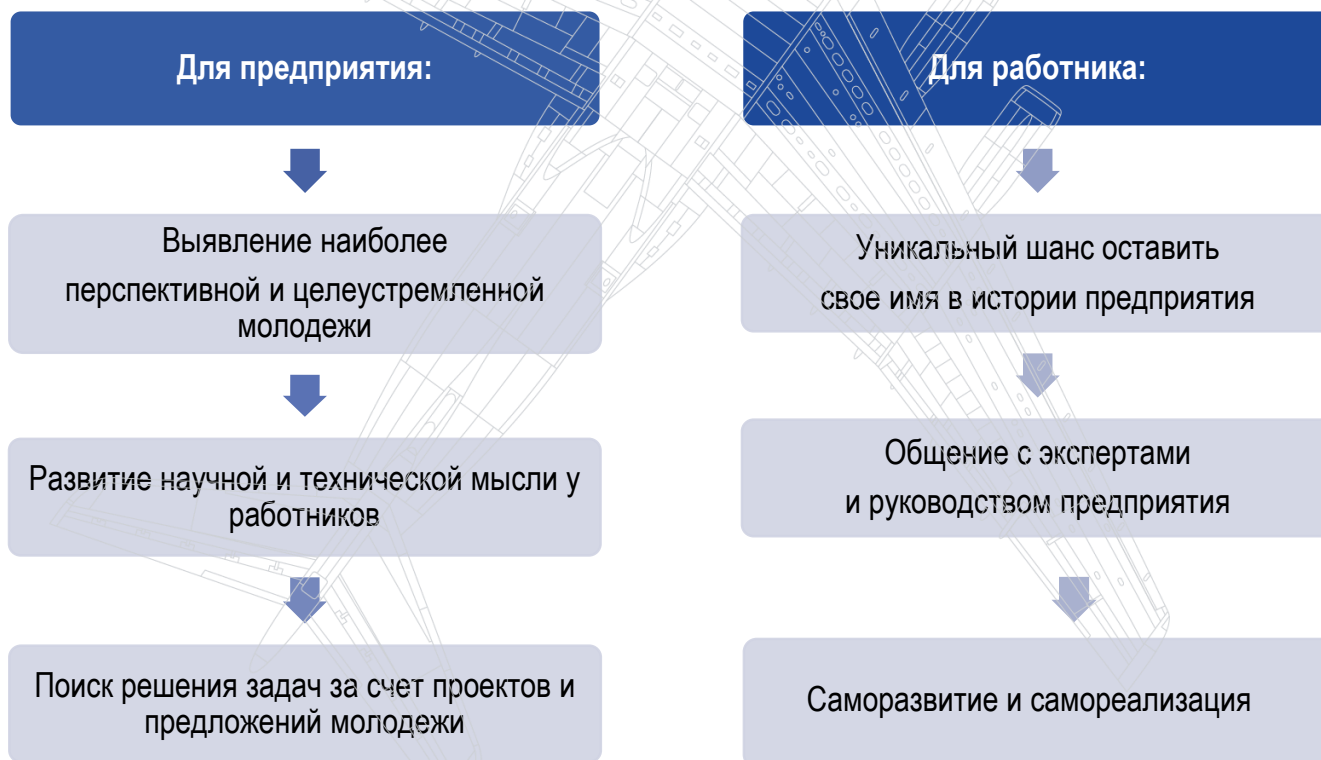 Для предприятия:
Выявление наиболее
перспективной и целеустремленной
молодежи
Развитие научной и технической мысли у
работников
Поиск решения задач за счет проектов и
предложений молодежи
Для работника:
Уникальный шанс оставить
свое имя в истории предприятия
Общение с экспертами
и руководством предприятия
Саморазвитие и самореализация